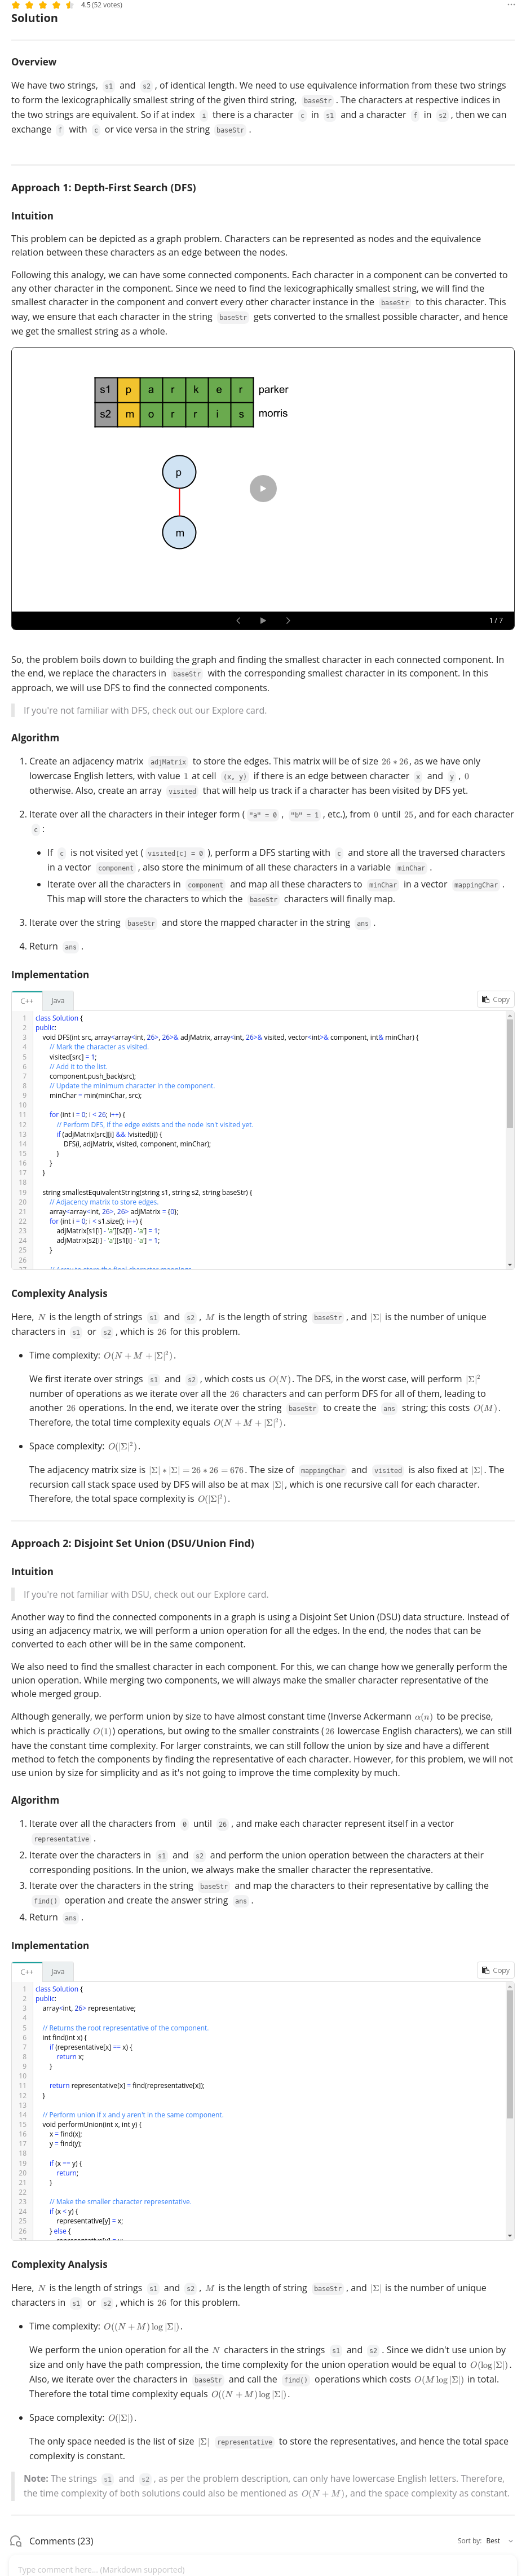 4.5 (52 votes)
Solution
Overview
We have two strings, s1 and s2 , of identical length. We need to use equivalence information from these two strings
to form the lexicographically smallest string of the given third string, baseStr . The characters at respective indices in
the two strings are equivalent. So if at index i there is a character c in s1 and a character f in s2 , then we can
exchange f with c or vice versa in the string baseStr .
Approach 1: Depth-First Search (DFS)
Intuition
This problem can be depicted as a graph problem. Characters can be represented as nodes and the equivalence
relation between these characters as an edge between the nodes.
Following this analogy, we can have some connected components. Each character in a component can be converted to
any other character in the component. Since we need to find the lexicographically smallest string, we will find the
smallest character in the component and convert every other character instance in the baseStr to this character. This
way, we ensure that each character in the string baseStr gets converted to the smallest possible character, and hence
we get the smallest string as a whole.
s1 p a r k e r parker
s2 m o r r i s morris
p
m
1 / 7
So, the problem boils down to building the graph and finding the smallest character in each connected component. In
the end, we replace the characters in baseStr with the corresponding smallest character in its component. In this
approach, we will use DFS to find the connected components.
If you're not familiar with DFS, check out our Explore card.
Algorithm
1. Create an adjacency matrix adjMatrix to store the edges. This matrix will be of size 26 ∗ 26, as we have only
lowercase English letters, with value 1 at cell (x, y) if there is an edge between character x and y , 0
otherwise. Also, create an array visited that will help us track if a character has been visited by DFS yet.
2. Iterate over all the characters in their integer form ( "a" = 0 , "b" = 1 , etc.), from 0 until 25, and for each character
c :
• If c is not visited yet ( visited[c] = 0 ), perform a DFS starting with c and store all the traversed characters
in a vector component , also store the minimum of all these characters in a variable minChar .
• Iterate over all the characters in component and map all these characters to minChar in a vector mappingChar .
This map will store the characters to which the baseStr characters will finally map.
3. Iterate over the string baseStr and store the mapped character in the string ans .
4. Return ans .
Implementation
C++ Java Copy
1 class Solution {
2 public:
3 void DFS(int src, array<array<int, 26>, 26>& adjMatrix, array<int, 26>& visited, vector<int>& component, int& minChar) {
4 // Mark the character as visited.
5 visited[src] = 1;
6 // Add it to the list.
7 component.push_back(src);
8 // Update the minimum character in the component.
9 minChar = min(minChar, src);
10
11 for (int i = 0; i < 26; i++) {
12 // Perform DFS, if the edge exists and the node isn't visited yet.
13 if (adjMatrix[src][i] && !visited[i]) {
14 DFS(i, adjMatrix, visited, component, minChar);
15 }
16 }
17 }
18
19 string smallestEquivalentString(string s1, string s2, string baseStr) {
20 // Adjacency matrix to store edges.
21 array<array<int, 26>, 26> adjMatrix = {0};
22 for (int i = 0; i < s1.size(); i++) {
23 adjMatrix[s1[i] - 'a'][s2[i] - 'a'] = 1;
24 adjMatrix[s2[i] - 'a'][s1[i] - 'a'] = 1;
25 }
26
Complexity Analysis
Here, N is the length of strings s1 and s2 , M is the length of string baseStr , and |Σ| is the number of unique
characters in s1 or s2 , which is 26 for this problem.
• Time complexity: O(N + M + |Σ|²).
We first iterate over strings s1 and s2 , which costs us O(N). The DFS, in the worst case, will perform |Σ|²
number of operations as we iterate over all the 26 characters and can perform DFS for all of them, leading to
another 26 operations. In the end, we iterate over the string baseStr to create the ans string; this costs O(M).
Therefore, the total time complexity equals O(N + M + |Σ|²).
• Space complexity: O(|Σ|²).
The adjacency matrix size is |Σ| ∗ |Σ| = 26 ∗ 26 = 676. The size of mappingChar and visited is also fixed at |Σ|. The
recursion call stack space used by DFS will also be at max |Σ|, which is one recursive call for each character.
Therefore, the total space complexity is O(|Σ|²).
Approach 2: Disjoint Set Union (DSU/Union Find)
Intuition
If you're not familiar with DSU, check out our Explore card.
Another way to find the connected components in a graph is using a Disjoint Set Union (DSU) data structure. Instead of
using an adjacency matrix, we will perform a union operation for all the edges. In the end, the nodes that can be
converted to each other will be in the same component.
We also need to find the smallest character in each component. For this, we can change how we generally perform the
union operation. While merging two components, we will always make the smaller character representative of the
whole merged group.
Although generally, we perform union by size to have almost constant time (Inverse Ackermann α(n) to be precise,
which is practically O(1)) operations, but owing to the smaller constraints (26 lowercase English characters), we can still
have the constant time complexity. For larger constraints, we can still follow the union by size and have a different
method to fetch the components by finding the representative of each character. However, for this problem, we will not
use union by size for simplicity and as it's not going to improve the time complexity by much.
Algorithm
1. Iterate over all the characters from 0 until 26 , and make each character represent itself in a vector
representative .
2. Iterate over the characters in s1 and s2 and perform the union operation between the characters at their
corresponding positions. In the union, we always make the smaller character the representative.
3. Iterate over the characters in the string baseStr and map the characters to their representative by calling the
find() operation and create the answer string ans .
4. Return ans .
Implementation
C++ Java Copy
1 class Solution {
2 public:
3 array<int, 26> representative;
4
5 // Returns the root representative of the component.
6 int find(int x) {
7 if (representative[x] == x) {
8 return x;
9 }
10
11 return representative[x] = find(representative[x]);
12 }
13
14 // Perform union if x and y aren't in the same component.
15 void performUnion(int x, int y) {
16 x = find(x);
17 y = find(y);
18
19 if (x == y) {
20 return;
21 }
22
23 // Make the smaller character representative.
24 if (x < y) {
25 representative[y] = x;
26 } else {
Complexity Analysis
Here, N is the length of strings s1 and s2 , M is the length of string baseStr , and |Σ| is the number of unique
characters in s1 or s2 , which is 26 for this problem.
• Time complexity: O((N + M) log |Σ|).
We perform the union operation for all the N characters in the strings s1 and s2 . Since we didn't use union by
size and only have the path compression, the time complexity for the union operation would be equal to O(log |Σ|).
Also, we iterate over the characters in baseStr and call the find() operations which costs O(M log |Σ|) in total.
Therefore the total time complexity equals O((N + M) log |Σ|).
• Space complexity: O(|Σ|).
The only space needed is the list of size |Σ| representative to store the representatives, and hence the total space
complexity is constant.
Note: The strings s1 and s2 , as per the problem description, can only have lowercase English letters. Therefore,
the time complexity of both solutions could also be mentioned as O(N + M), and the space complexity as constant.
Comments (23) Sort by: Best
Type comment here... (Markdown supported)